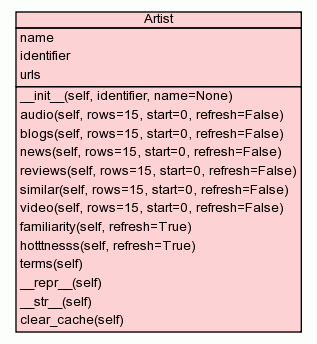 Artist
name
identifier
urls
__init__(self, identifier, name=None)
audio(self, rows=15, start=0, refresh=False)
blogs(self, rows=15, start=0, refresh=False)
news(self, rows=15, start=0, refresh=False)
reviews(self, rows=15, start=0, refresh=False)
similar(self, rows=15, start=0, refresh=False)
video(self, rows=15, start=0, refresh=False)
familiarity(self, refresh=True)
hotttnesss(self, refresh=True)
terms(self)
__repr__(self)
__str__(self)
clear_cache(self)